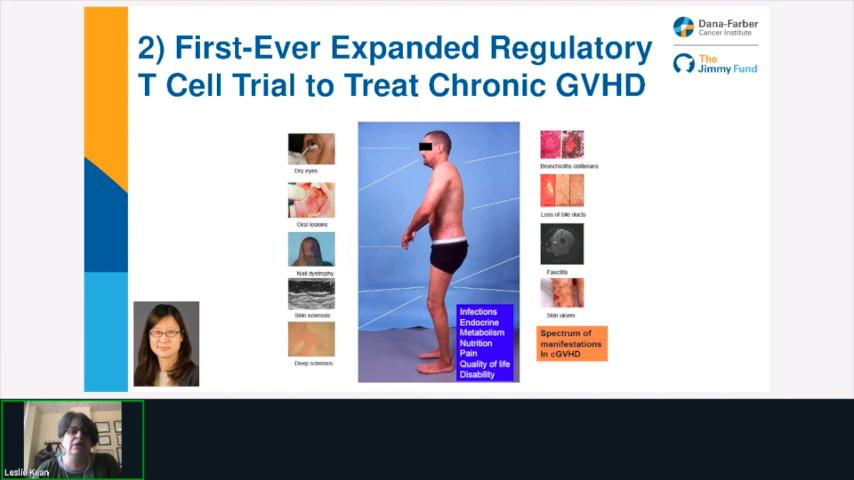 2) First-Ever Expanded Regulatory
T Cell Trial to Treat Chronic GVHD
Dana-Farber
Cancer Institute
The
Jimmy Fund
Dry eyes
Oral lesions
Nail dystrophy
Skin sclerosis
Deep sclerosis
Infections
Endocrine
Metabolism
Nutrition
Pain
Quality of life
Disability
Bronchiolitis obliterans
Loss of bile ducts
Fasciitis
Skin ulcers
Spectrum of
manifestations
in cGVHD
Leslie Kean